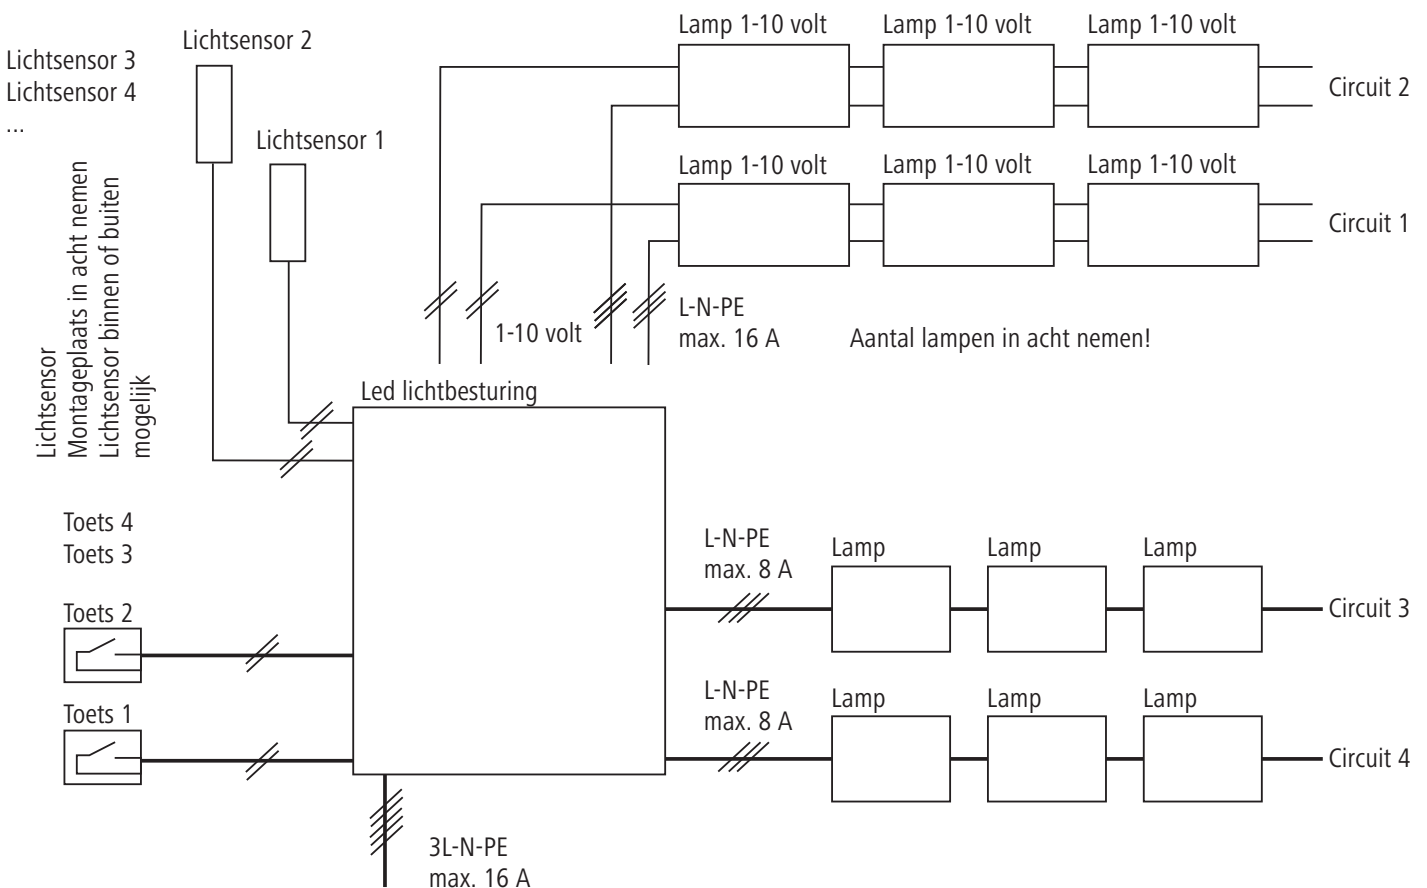 Lichtsensor 3
Lichtsensor 4
...
Lichtsensor 2
Lichtsensor 1
Lichtsensor
Montageplaats in acht nemen
Lichtsensor binnen of buiten
mogelijk
Lamp 1-10 volt
Lamp 1-10 volt
Lamp 1-10 volt
Circuit 2
Lamp 1-10 volt
Lamp 1-10 volt
Lamp 1-10 volt
Circuit 1
1-10 volt
L-N-PE
max. 16 A
Aantal lampen in acht nemen!
Led lichtbesturing
Toets 4
Toets 3
Toets 2
Toets 1
L-N-PE
max. 8 A
Lamp
Lamp
Lamp
Circuit 3
L-N-PE
max. 8 A
Lamp
Lamp
Lamp
Circuit 4
3L-N-PE
max. 16 A